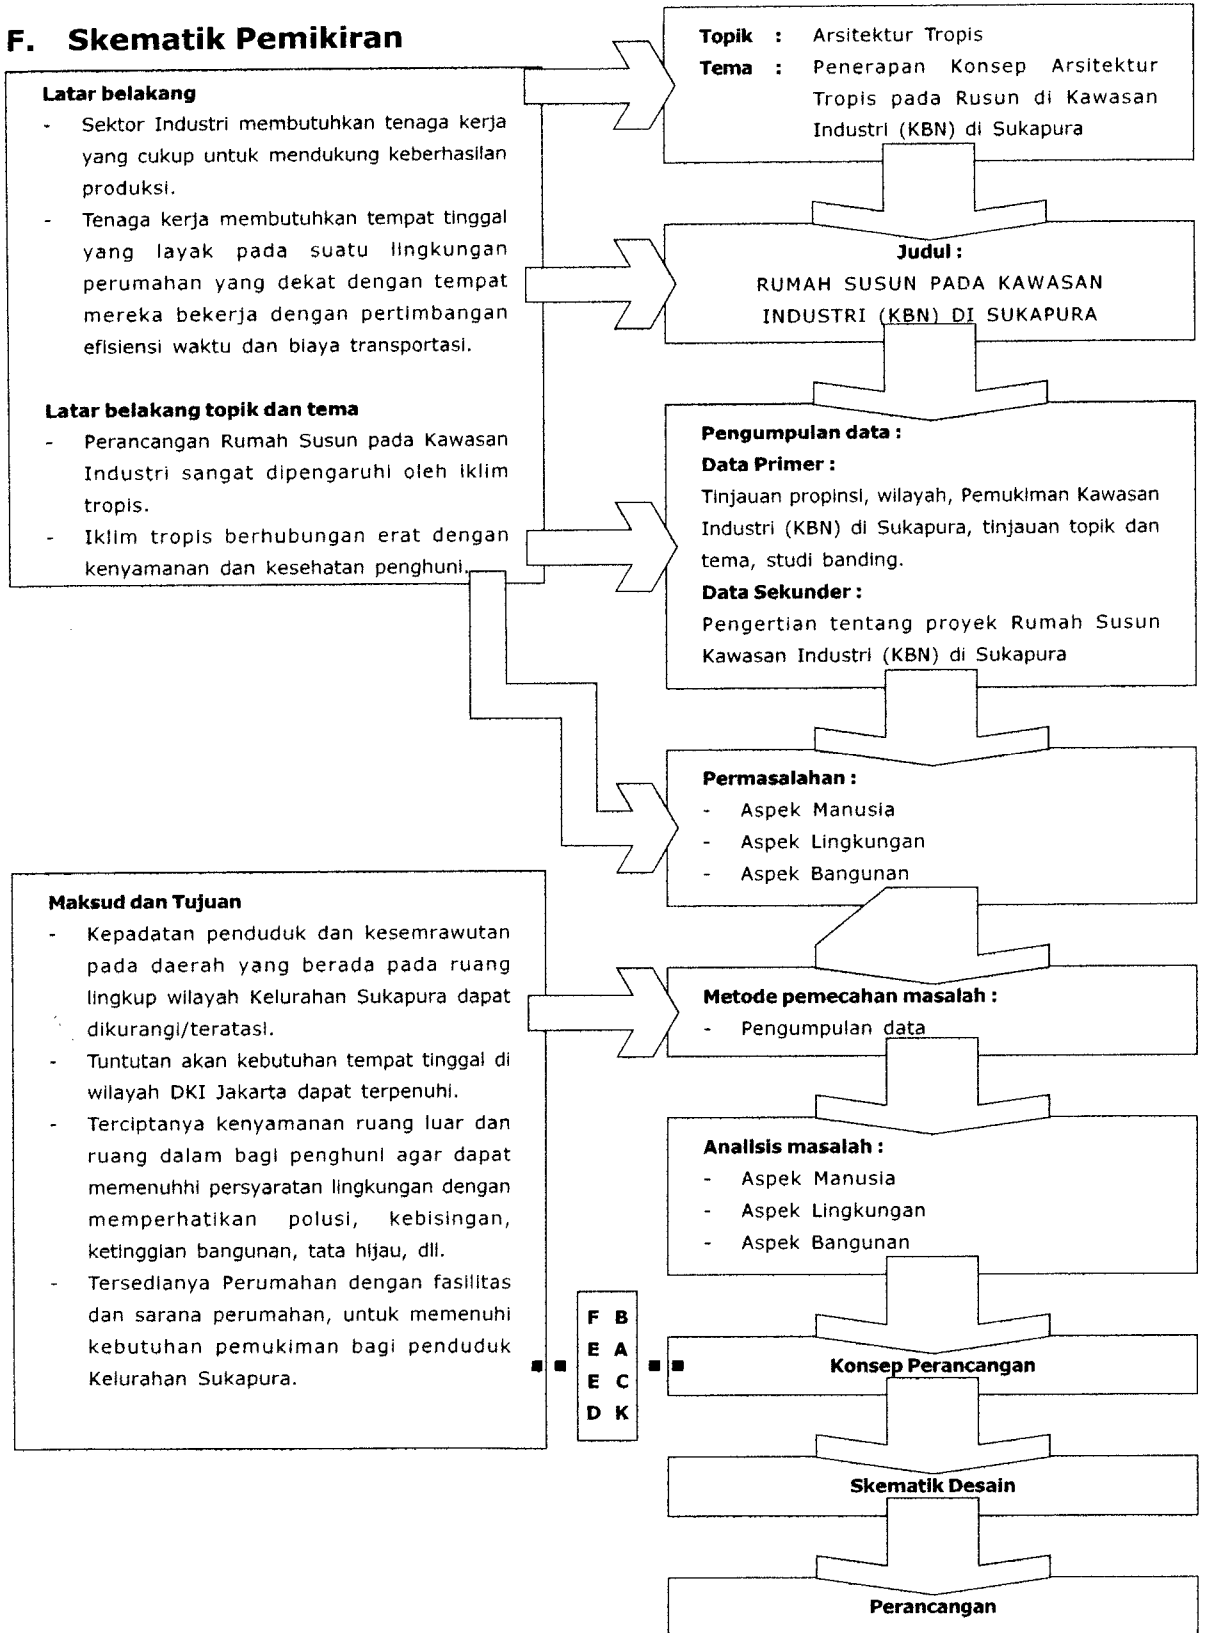 F. Skematik Pemikiran
Latar belakang
- Sektor Industri membutuhkan tenaga kerja
yang cukup untuk mendukung keberhasilan
produksi.
- Tenaga kerja membutuhkan tempat tinggal
yang layak pada suatu lingkungan
perumahan yang dekat dengan tempat
mereka bekerja dengan pertimbangan
efisiensi waktu dan biaya transportasi.
Latar belakang topik dan tema
- Perancangan Rumah Susun pada Kawasan
Industri sangat dipengaruhi oleh iklim
tropis.
- Iklim tropis berhubungan erat dengan
kenyamanan dan kesehatan penghuni.
Maksud dan Tujuan
- Kepadatan penduduk dan kesemrawutan
pada daerah yang berada pada ruang
lingkup wilayah Kelurahan Sukapura dapat
dikurangi/teratasi.
- Tuntutan akan kebutuhan tempat tinggal di
wilayah DKI Jakarta dapat terpenuhi.
- Terciptanya kenyamanan ruang luar dan
ruang dalam bagi penghuni agar dapat
memenuhhi persyaratan lingkungan dengan
memperhatikan polusi, kebisingan,
ketinggian bangunan, tata hijau, dll.
- Tersedianya Perumahan dengan fasilitas
dan sarana perumahan, untuk memenuhi
kebutuhan pemukiman bagi penduduk
Kelurahan Sukapura.
F B
E A
E C
D K
Topik : Arsitektur Tropis
Tema : Penerapan Konsep Arsitektur
Tropis pada Rusun di Kawasan
Industri (KBN) di Sukapura
Judul :
RUMAH SUSUN PADA KAWASAN
INDUSTRI (KBN) DI SUKAPURA
Pengumpulan data :
Data Primer :
Tinjauan propinsi, wilayah, Pemukiman Kawasan
Industri (KBN) di Sukapura, tinjauan topik dan
tema, studi banding.
Data Sekunder :
Pengertian tentang proyek Rumah Susun
Kawasan Industri (KBN) di Sukapura
Permasalahan :
- Aspek Manusia
- Aspek Lingkungan
- Aspek Bangunan
Metode pemecahan masalah :
- Pengumpulan data
Analisis masalah :
- Aspek Manusia
- Aspek Lingkungan
- Aspek Bangunan
Konsep Perancangan
Skematik Desain
Perancangan